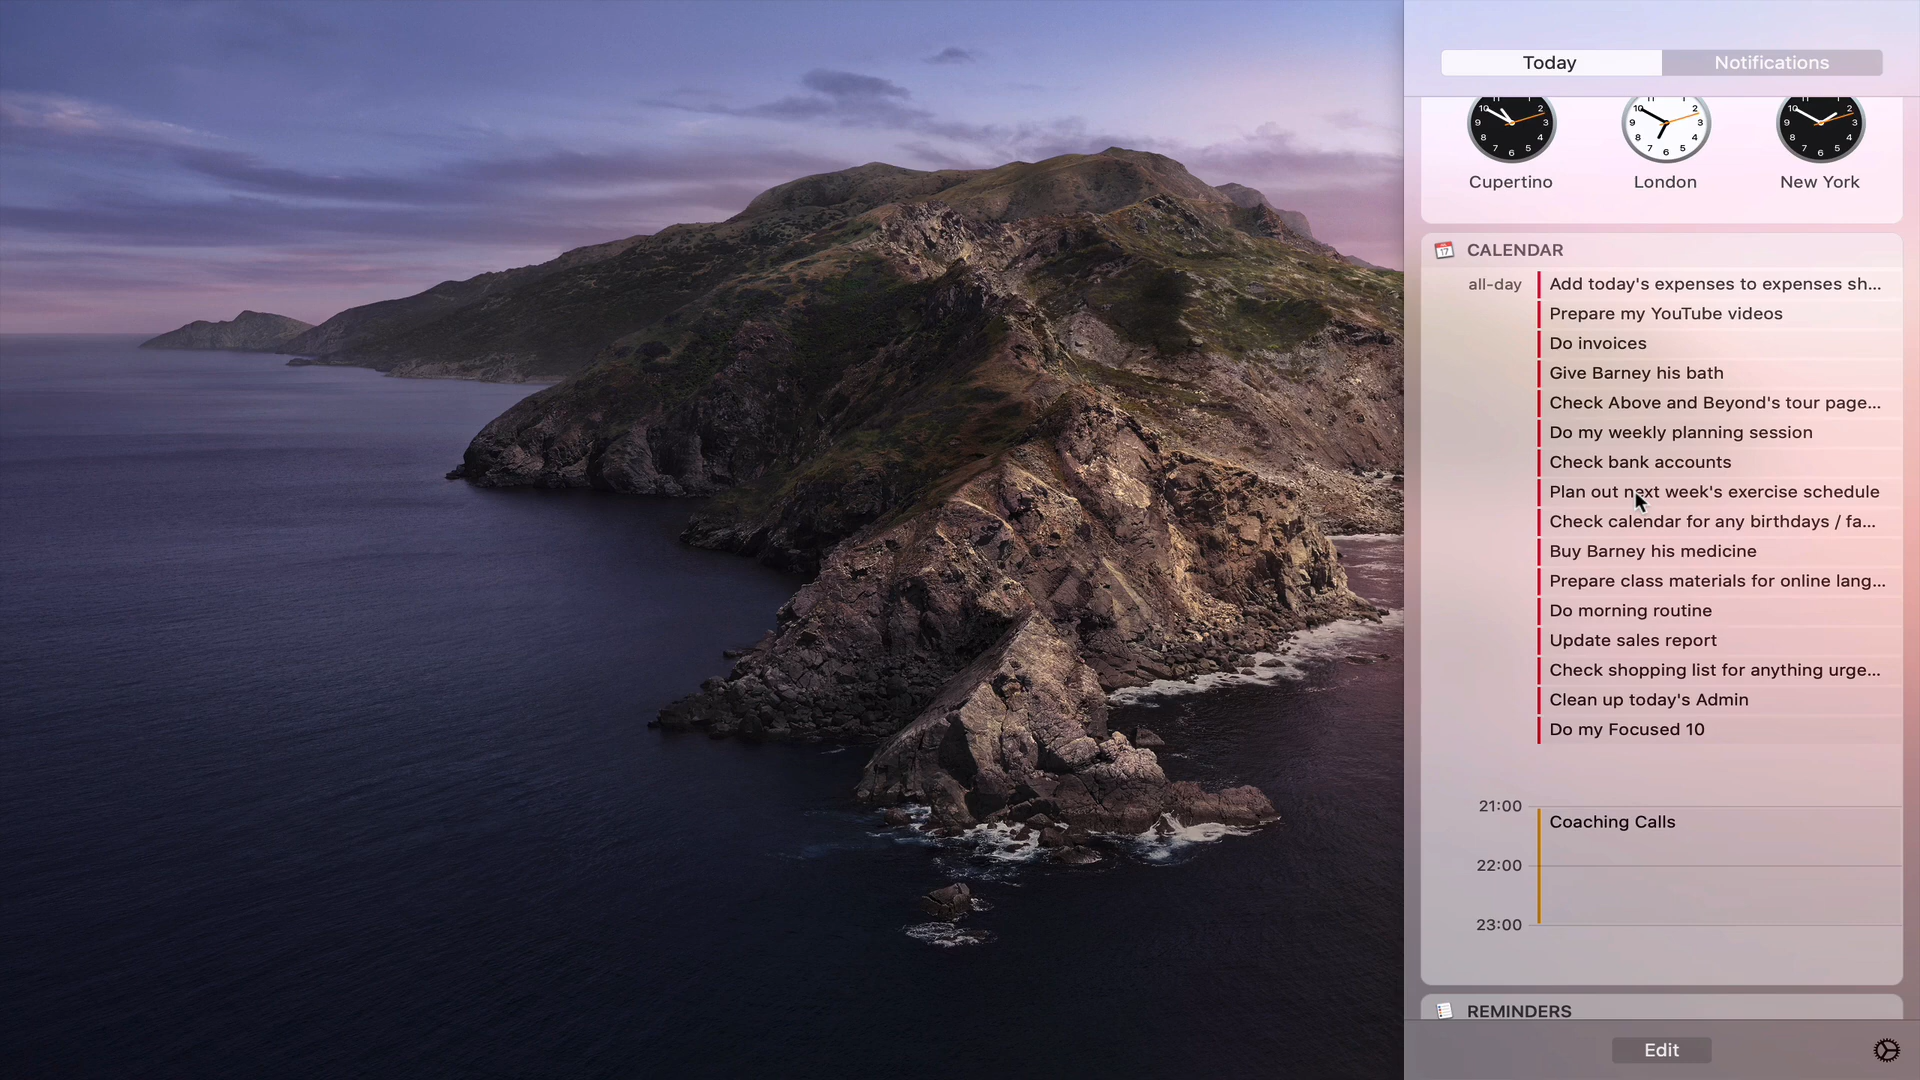 Today
Notifications
Cupertino
London
New York
CALENDAR
all-day
Add today's expenses to expenses sh...
Prepare my YouTube videos
Do invoices
Give Barney his bath
Check Above and Beyond's tour page...
Do my weekly planning session
Check bank accounts
Plan out next week's exercise schedule
Check calendar for any birthdays / fa...
Buy Barney his medicine
Prepare class materials for online lang...
Do morning routine
Update sales report
Check shopping list for anything urge...
Clean up today's Admin
Do my Focused 10
21:00
Coaching Calls
22:00
23:00
REMINDERS
Edit